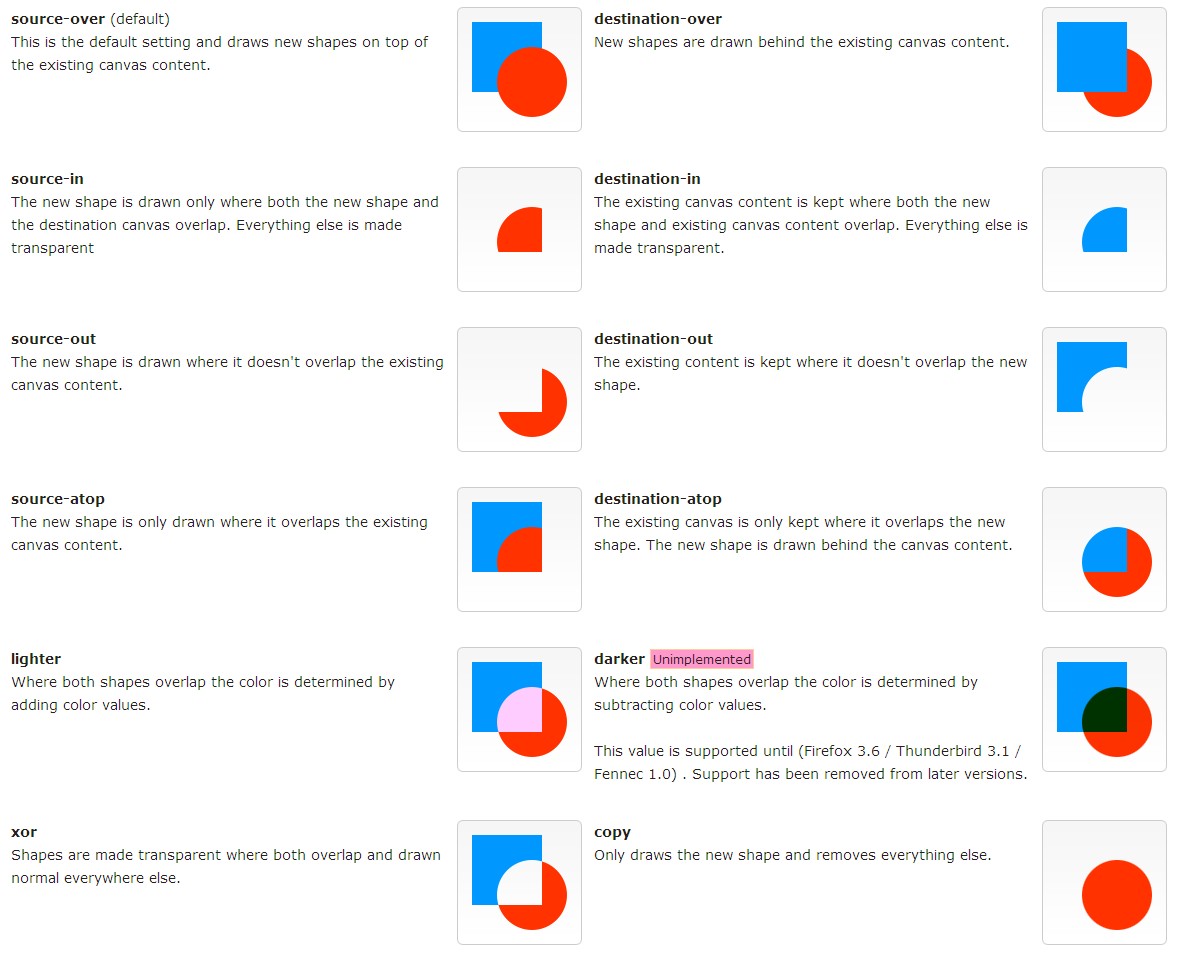 source-over (default)
This is the default setting and draws new shapes on top of
the existing canvas content.
destination-over
New shapes are drawn behind the existing canvas content.
source-in
The new shape is drawn only where both the new shape and
the destination canvas overlap. Everything else is made
transparent
destination-in
The existing canvas content is kept where both the new
shape and existing canvas content overlap. Everything else is
made transparent.
source-out
The new shape is drawn where it doesn't overlap the existing
canvas content.
destination-out
The existing content is kept where it doesn't overlap the new
shape.
source-atop
The new shape is only drawn where it overlaps the existing
canvas content.
destination-atop
The existing canvas is only kept where it overlaps the new
shape. The new shape is drawn behind the canvas content.
lighter
Where both shapes overlap the color is determined by
adding color values.
darker Unimplemented
Where both shapes overlap the color is determined by
subtracting color values.
This value is supported until (Firefox 3.6 / Thunderbird 3.1 /
Fennec 1.0) . Support has been removed from later versions.
xor
Shapes are made transparent where both overlap and drawn
normal everywhere else.
copy
Only draws the new shape and removes everything else.